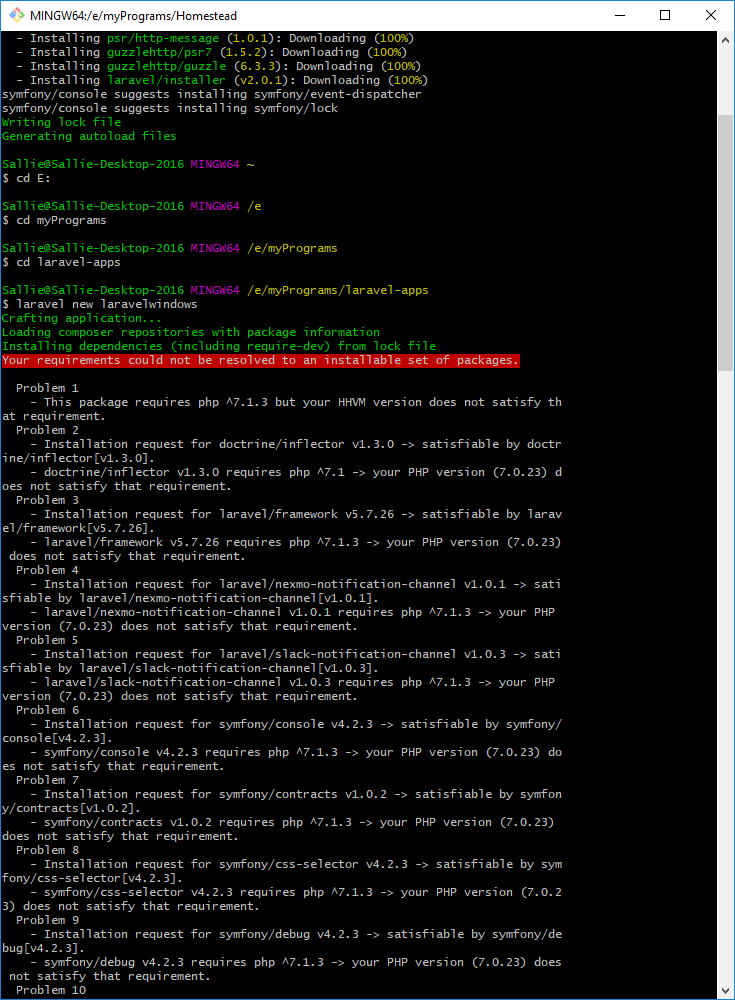 MINGW64:/e/myPrograms/Homestead
- Installing psr/http-message (1.0.1): Downloading (100%)
- Installing guzzlehttp/psr7 (1.5.2): Downloading (100%)
- Installing guzzlehttp/guzzle (6.3.3): Downloading (100%)
- Installing laravel/installer (v2.0.1): Downloading (100%)
symfony/console suggests installing symfony/event-dispatcher
symfony/console suggests installing symfony/lock
Writing lock file
Generating autoload files
Sallie@Sallie-Desktop-2016 MINGW64 ~
$ cd E:
Sallie@Sallie-Desktop-2016 MINGW64 /e
$ cd myPrograms
Sallie@Sallie-Desktop-2016 MINGW64 /e/myPrograms
$ cd laravel-apps
Sallie@Sallie-Desktop-2016 MINGW64 /e/myPrograms/laravel-apps
$ laravel new laravelwindows
Crafting application...
Loading composer repositories with package information
Installing dependencies (including require-dev) from lock file
Your requirements could not be resolved to an installable set of packages.
Problem 1
- This package requires php ^7.1.3 but your HHVM version does not satisfy th
at requirement.
Problem 2
- Installation request for doctrine/inflector v1.3.0 -> satisfiable by doctr
ine/inflector[v1.3.0].
- doctrine/inflector v1.3.0 requires php ^7.1 -> your PHP version (7.0.23) d
oes not satisfy that requirement.
Problem 3
- Installation request for laravel/framework v5.7.26 -> satisfiable by larav
el/framework[v5.7.26].
- laravel/framework v5.7.26 requires php ^7.1.3 -> your PHP version (7.0.23)
does not satisfy that requirement.
Problem 4
- Installation request for laravel/nexmo-notification-channel v1.0.1 -> sati
sfiable by laravel/nexmo-notification-channel[v1.0.1].
- laravel/nexmo-notification-channel v1.0.1 requires php ^7.1.3 -> your PHP
version (7.0.23) does not satisfy that requirement.
Problem 5
- Installation request for laravel/slack-notification-channel v1.0.3 -> sati
sfiable by laravel/slack-notification-channel[v1.0.3].
- laravel/slack-notification-channel v1.0.3 requires php ^7.1.3 -> your PHP
version (7.0.23) does not satisfy that requirement.
Problem 6
- Installation request for symfony/console v4.2.3 -> satisfiable by symfony/
console[v4.2.3].
- symfony/console v4.2.3 requires php ^7.1.3 -> your PHP version (7.0.23) do
es not satisfy that requirement.
Problem 7
- Installation request for symfony/contracts v1.0.2 -> satisfiable by symfon
y/contracts[v1.0.2].
- symfony/contracts v1.0.2 requires php ^7.1.3 -> your PHP version (7.0.23)
does not satisfy that requirement.
Problem 8
- Installation request for symfony/css-selector v4.2.3 -> satisfiable by sym
fony/css-selector[v4.2.3].
- symfony/css-selector v4.2.3 requires php ^7.1.3 -> your PHP version (7.0.2
3) does not satisfy that requirement.
Problem 9
- Installation request for symfony/debug v4.2.3 -> satisfiable by symfony/de
bug[v4.2.3].
- symfony/debug v4.2.3 requires php ^7.1.3 -> your PHP version (7.0.23) does
not satisfy that requirement.
Problem 10